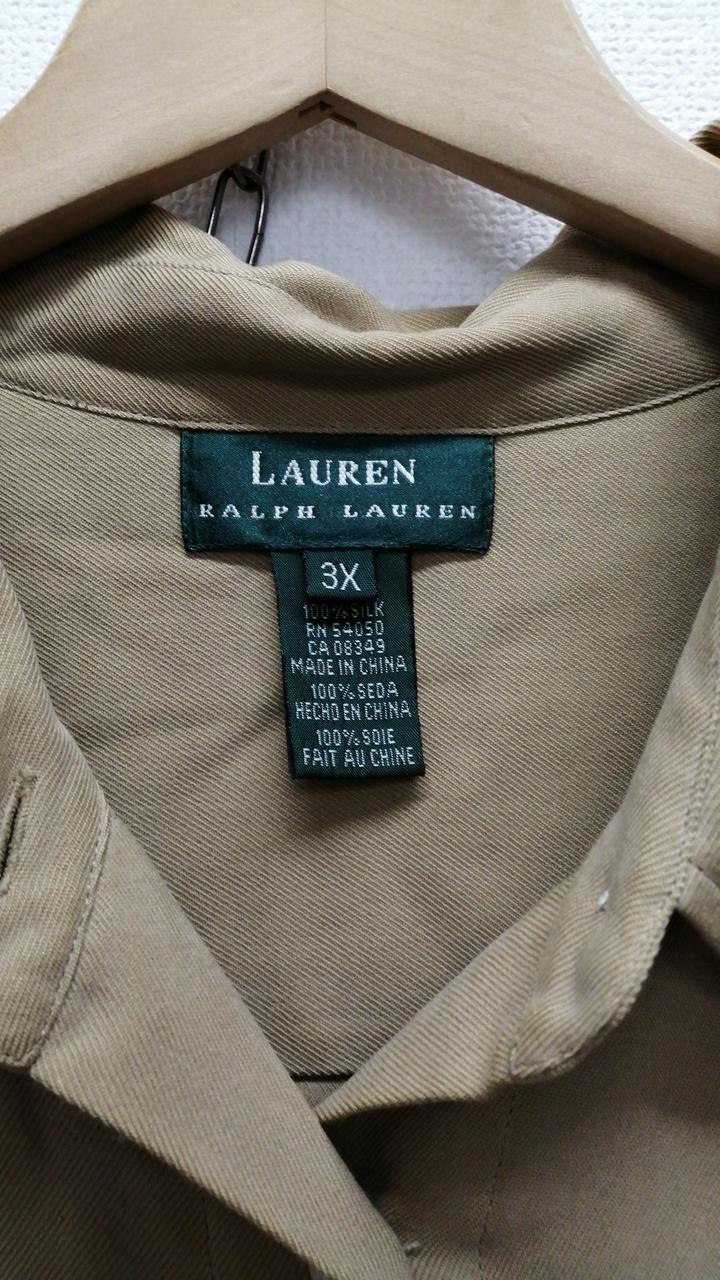 LAUREN
RALPH LAUREN
3X
100% SILK
RN 54050
CA 08349
MADE IN CHINA
100% SEDA
HECHO EN CHINA
100% SOIE
FAIT AU CHINE